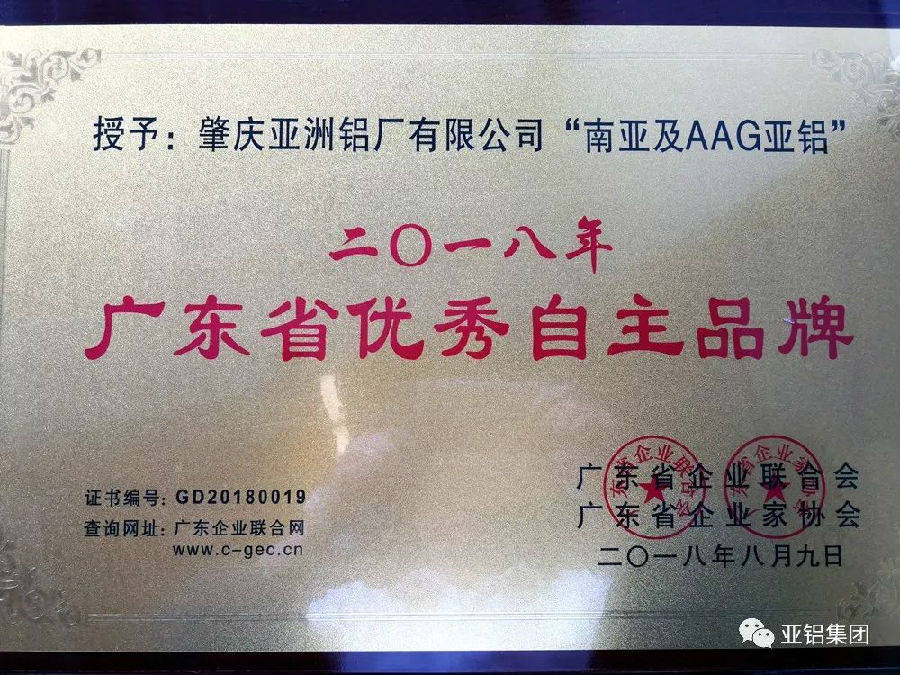 授予：肇庆亚洲铝厂有限公司“南亚及AAG亚铝”
二〇一八年
广东省优秀自主品牌
证书编号：GD20180019
查询网址：广东企业联合网
www.c-gec.cn
广东省企业联合会
广东省企业家协会
二〇一八年八月九日
亚铝集团